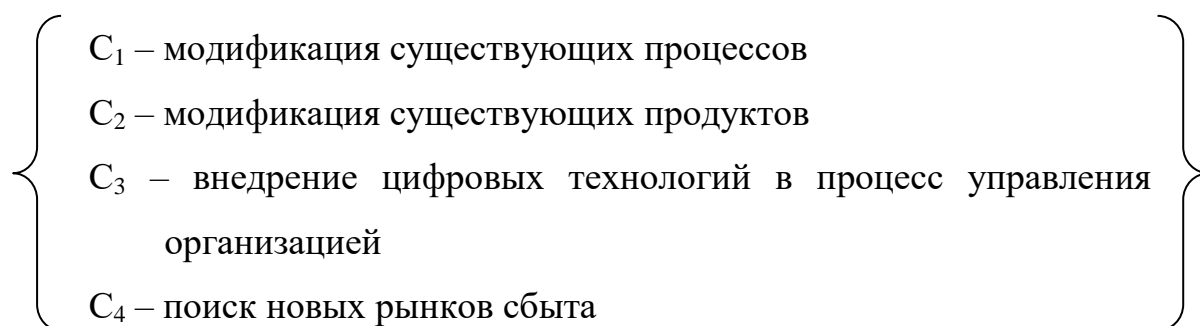 C₁ – модификация существующих процессов
C₂ – модификация существующих продуктов
C₃ – внедрение цифровых технологий в процесс управления
организацией
C₄ – поиск новых рынков сбыта